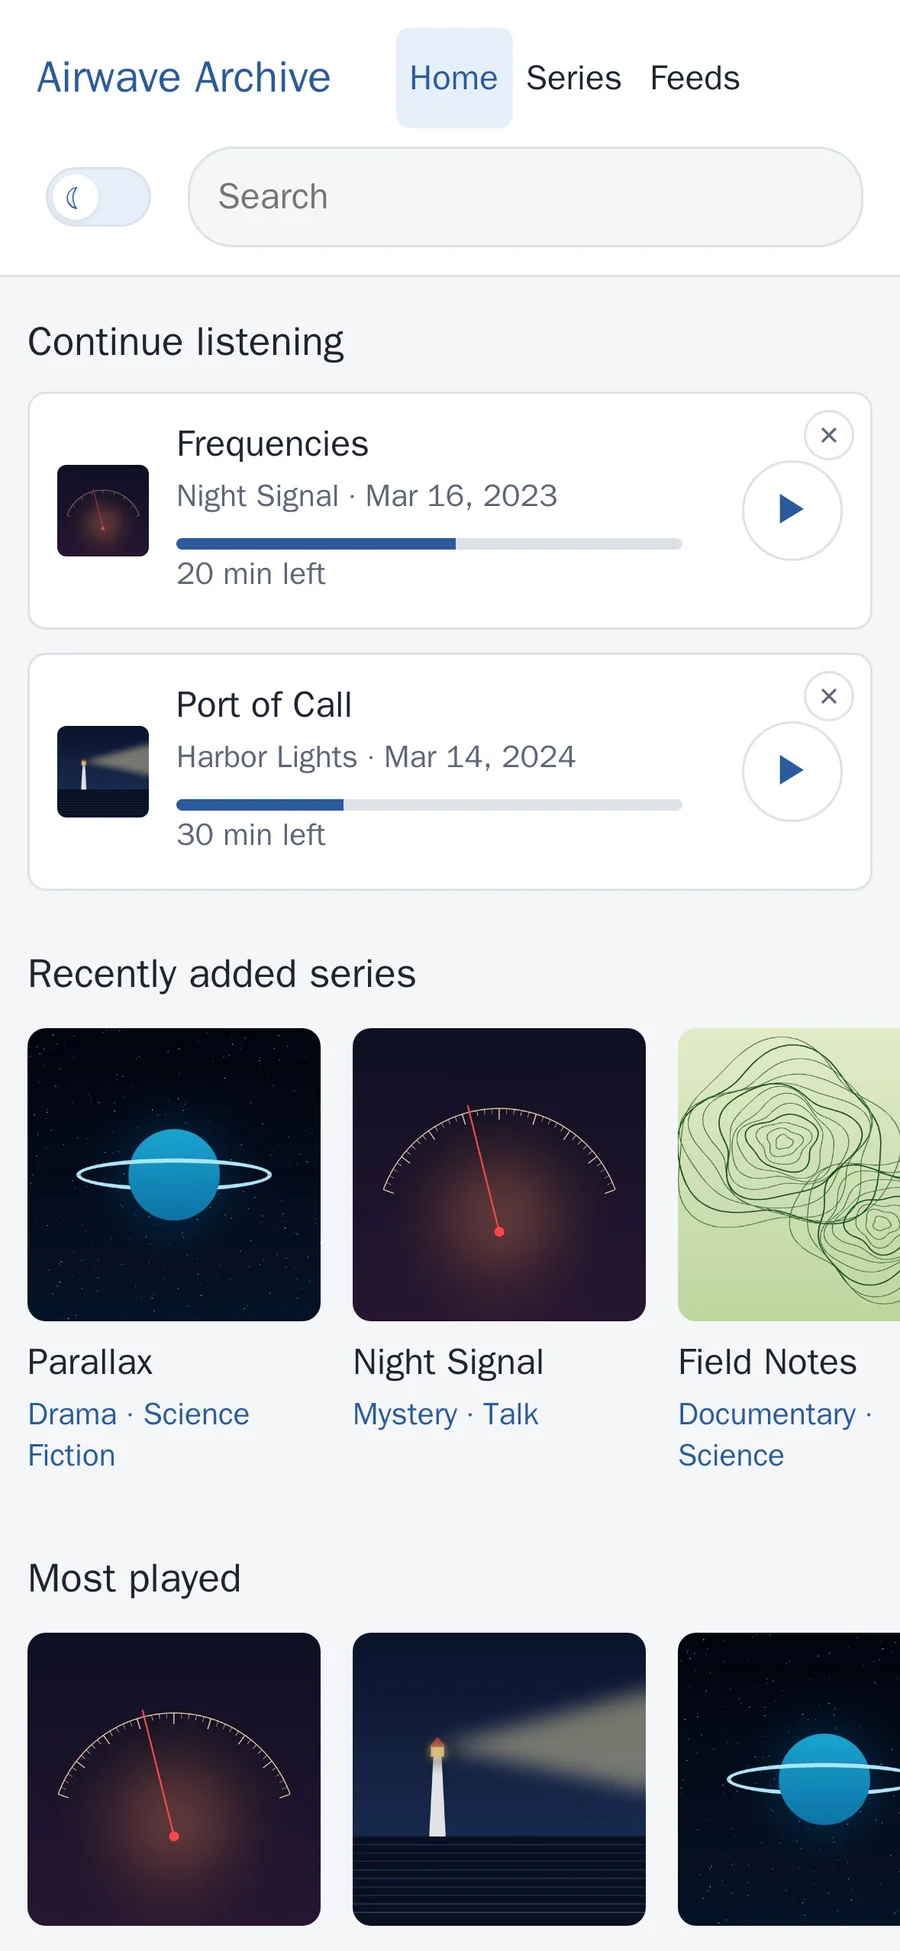 Airwave Archive
Home
Series
Feeds
Search
Continue listening
Frequencies
Night Signal · Mar 16, 2023
20 min left
Port of Call
Harbor Lights · Mar 14, 2024
30 min left
Recently added series
Parallax
Drama · Science
Fiction
Night Signal
Mystery · Talk
Field Notes
Documentary ·
Science
Most played